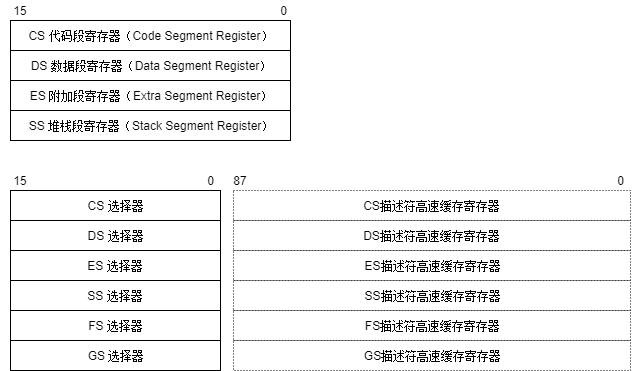 15 0
CS 代码段寄存器（Code Segment Register）
DS 数据段寄存器（Data Segment Register）
ES 附加段寄存器（Extra Segment Register）
SS 堆栈段寄存器（Stack Segment Register）
15 0 87 0
CS 选择器 CS描述符高速缓存寄存器
DS 选择器 DS描述符高速缓存寄存器
ES 选择器 ES描述符高速缓存寄存器
SS 选择器 SS描述符高速缓存寄存器
FS 选择器 FS描述符高速缓存寄存器
GS 选择器 GS描述符高速缓存寄存器